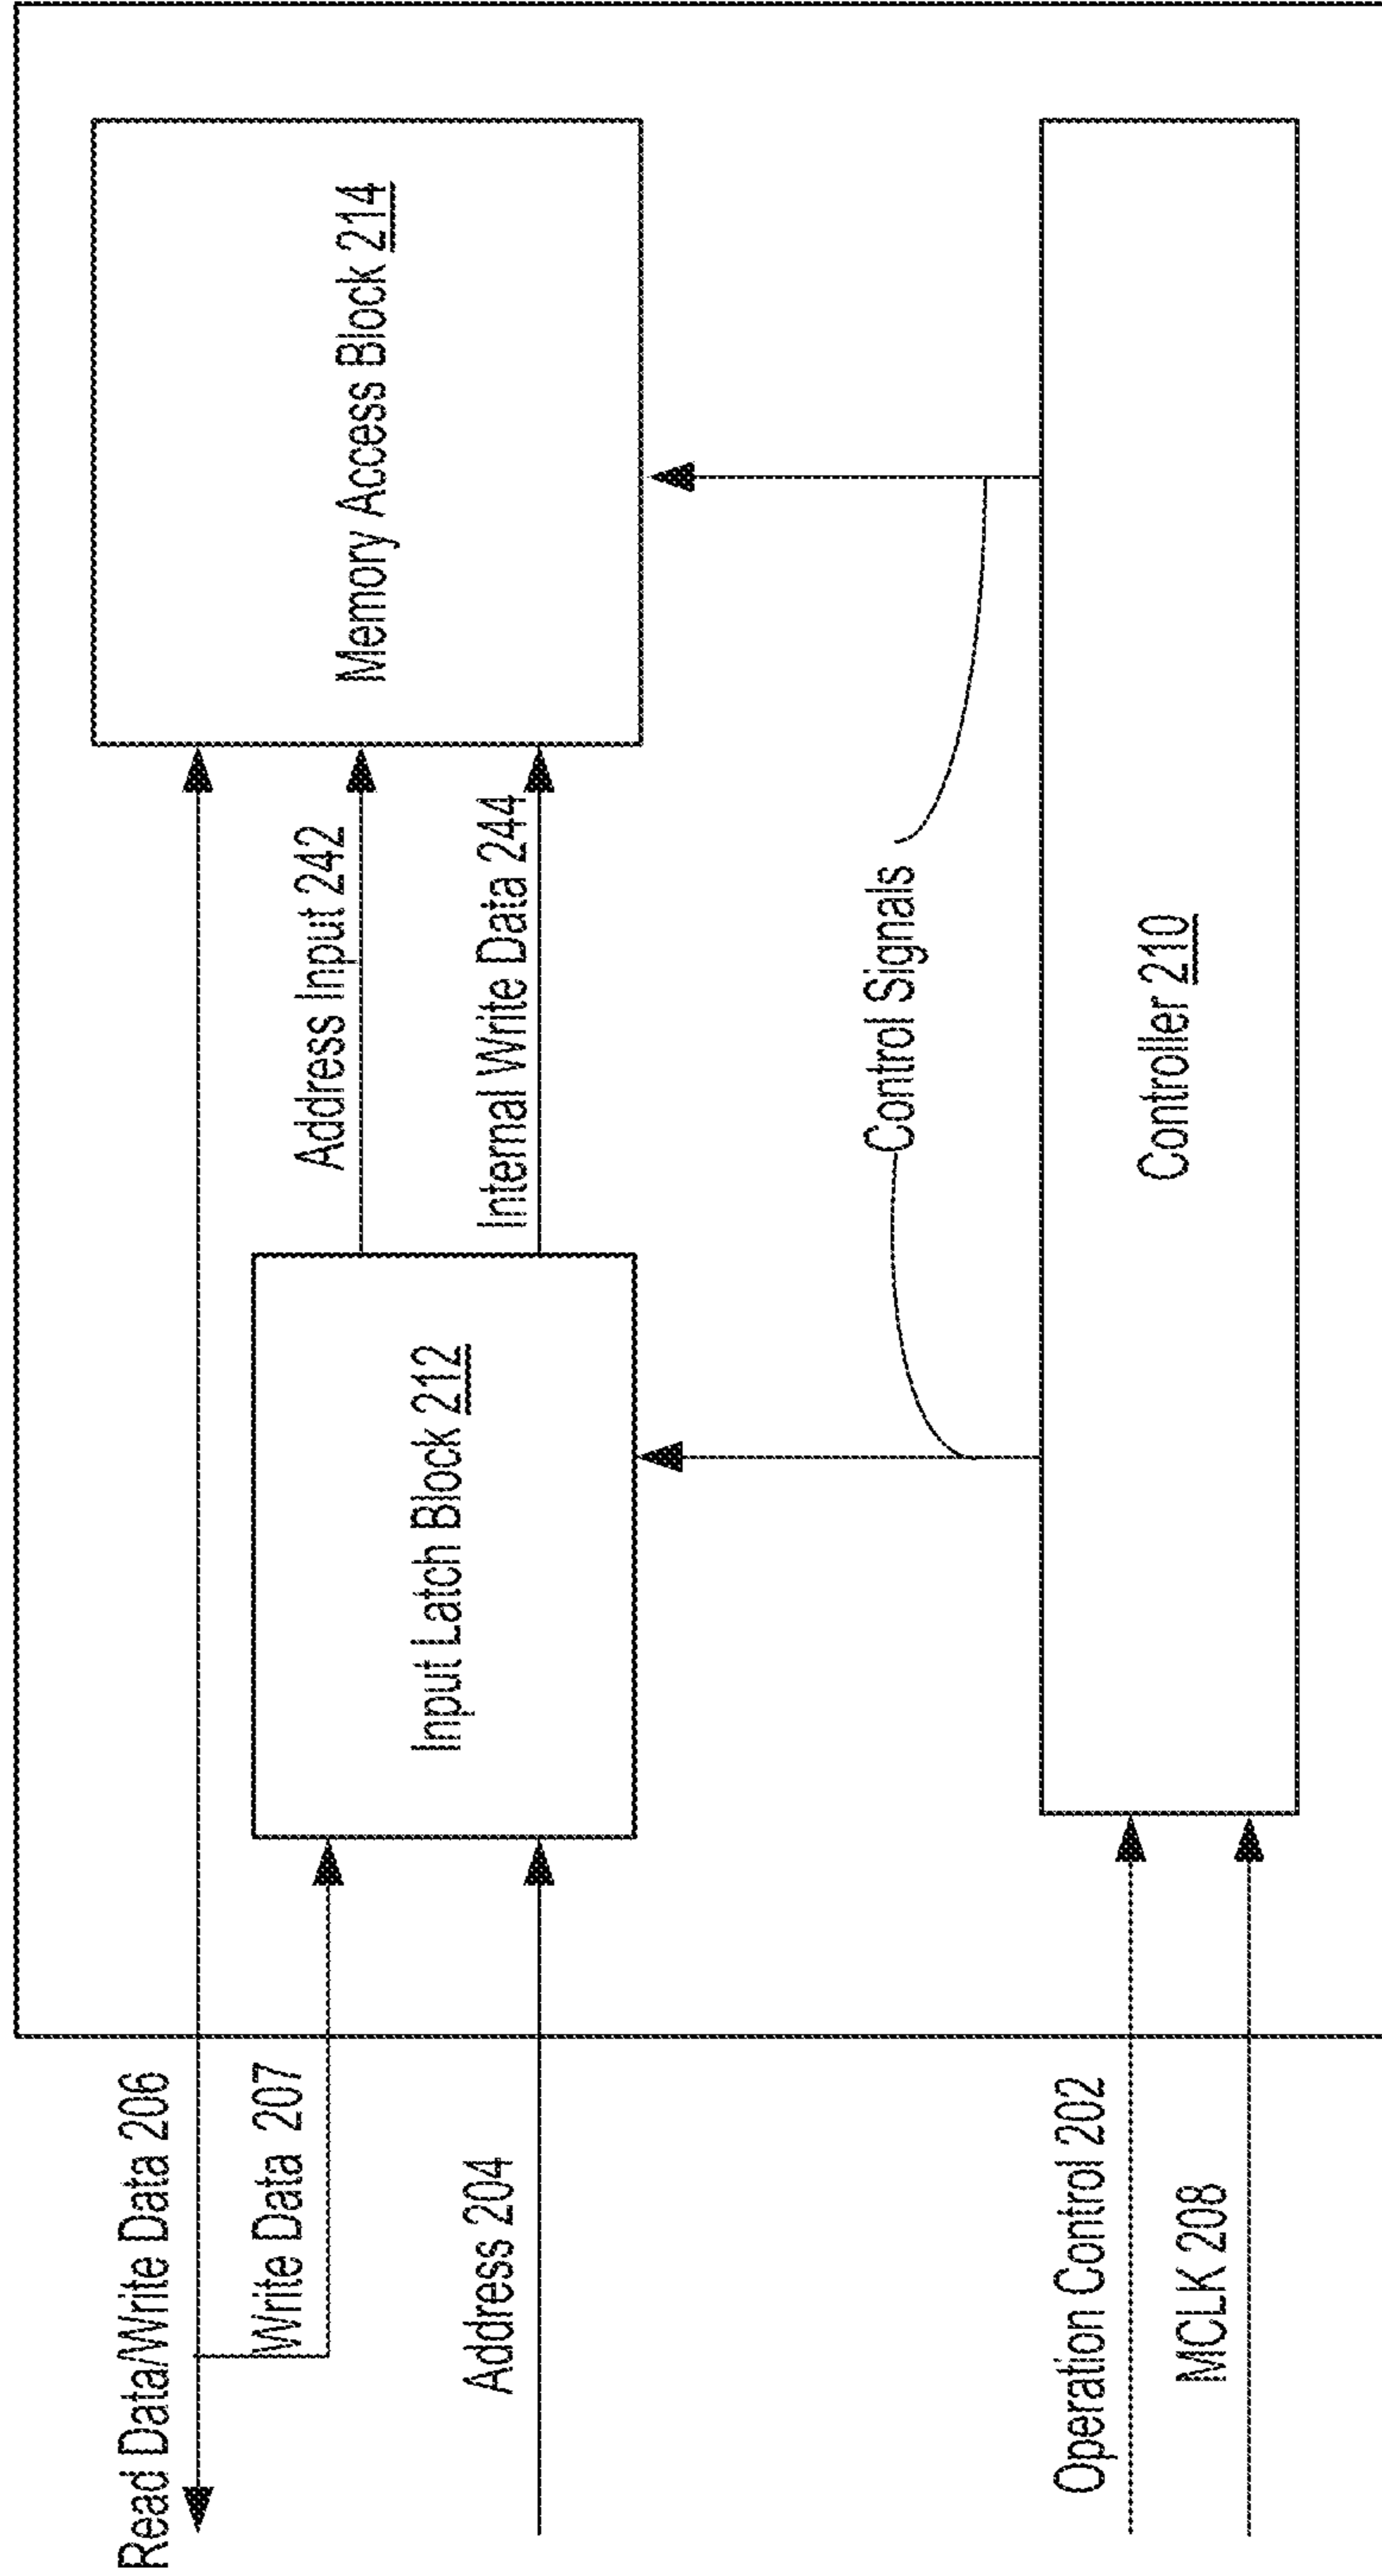 Read Data/Write Data 206
Write Data 207
Address 204
Operation Control 202
MCLK 208
Input Latch Block 212
Address Input 242
Internal Write Data 244
Memory Access Block 214
Control Signals
Controller 210